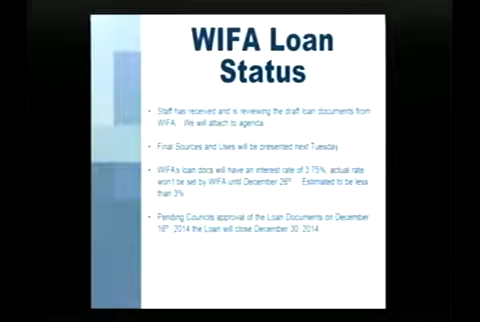 WIFA Loan
Status
• Staff has received and is reviewing the draft loan documents from
WIFA. We will attach to agenda
• Final Sources and Uses will be presented next Tuesday
• WIFA's loan docs will have an interest rate of 3.75%, actual rate
won't be set by WIFA until December 26th. Estimated to be less
than 3%
• Pending Councils approval of the Loan Documents on December
16th 2014 the Loan will close December 30, 2014